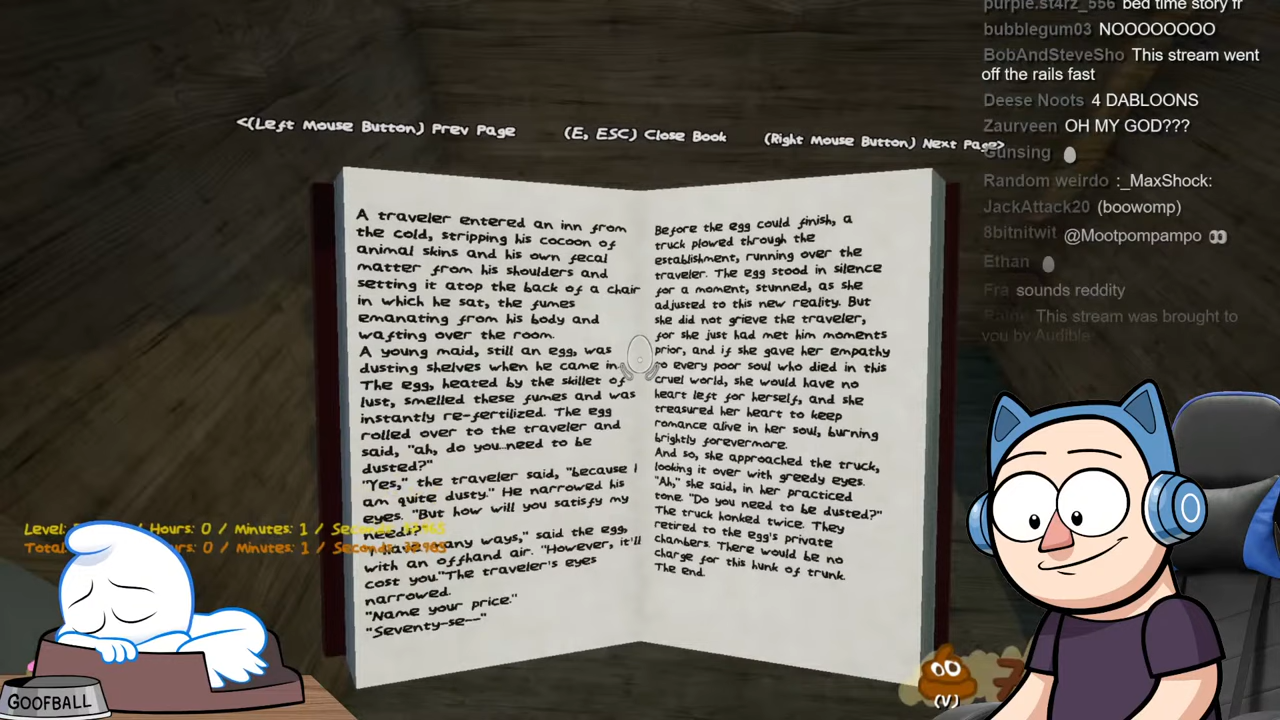 purple.st4rz_556 bed time story fr
bubblegum03 NOOOOOOOO
BobAndSteveSho This stream went
off the rails fast
Deese Noots 4 DABLOONS
Zaurveen OH MY GOD???
Gunsing
Random weirdo :_MaxShock:
JackAttack20 (boowomp)
8bitnitwit @Mootpompampo 👀
Ethan
Fra sounds reddity
This stream was brought to
you by Audible
<(Left Mouse Button) Prev Page
(E, ESC) Close Book
(Right Mouse Button) Next Page>
A traveler entered an inn from
the cold, stripping his cocoon of
animal skins and his own fecal
matter from his shoulders and
setting it atop the back of a chair
in which he sat, the fumes
emanating from his body and
wafting over the room.
A young maid, still an egg, was
dusting shelves when he came in.
The egg, heated by the skillet of
lust, smelled these fumes and was
instantly re-fertilized. The egg
rolled over to the traveler and
said, "ah, do you need to be
dusted?"
"Yes," the traveler said, "because I
am quite dusty." He narrowed his
eyes. "But how will you satisfy my
needs?"
any ways," said the egg,
with an offhand air. "However, it'll
cost you."The traveler's eyes
narrowed.
"Name your price."
"Seventy-se--"
Before the egg could finish, a
truck plowed through the
establishment, running over the
traveler. The egg stood in silence
for a moment, stunned, as she
adjusted to this new reality. But
she did not grieve the traveler,
for she just had met him moments
prior, and if she gave her empathy
to every poor soul who died in this
cruel world, she would have no
heart left for herself, and she
treasured her heart to keep
romance alive in her soul, burning
brightly forevermore.
And so, she approached the truck,
looking it over with greedy eyes.
"Ah," she said, in her practiced
tone. "Do you need to be dusted?"
The truck honked twice. They
retired to the egg's private
chambers. There would be no
charge for this hunk of trunk.
The end.
Level: / Hours: 0 / Minutes: 1 / Seconds:
Total: Hours: 0 / Minutes: 1 / Seconds:
GOOFBALL
(V)